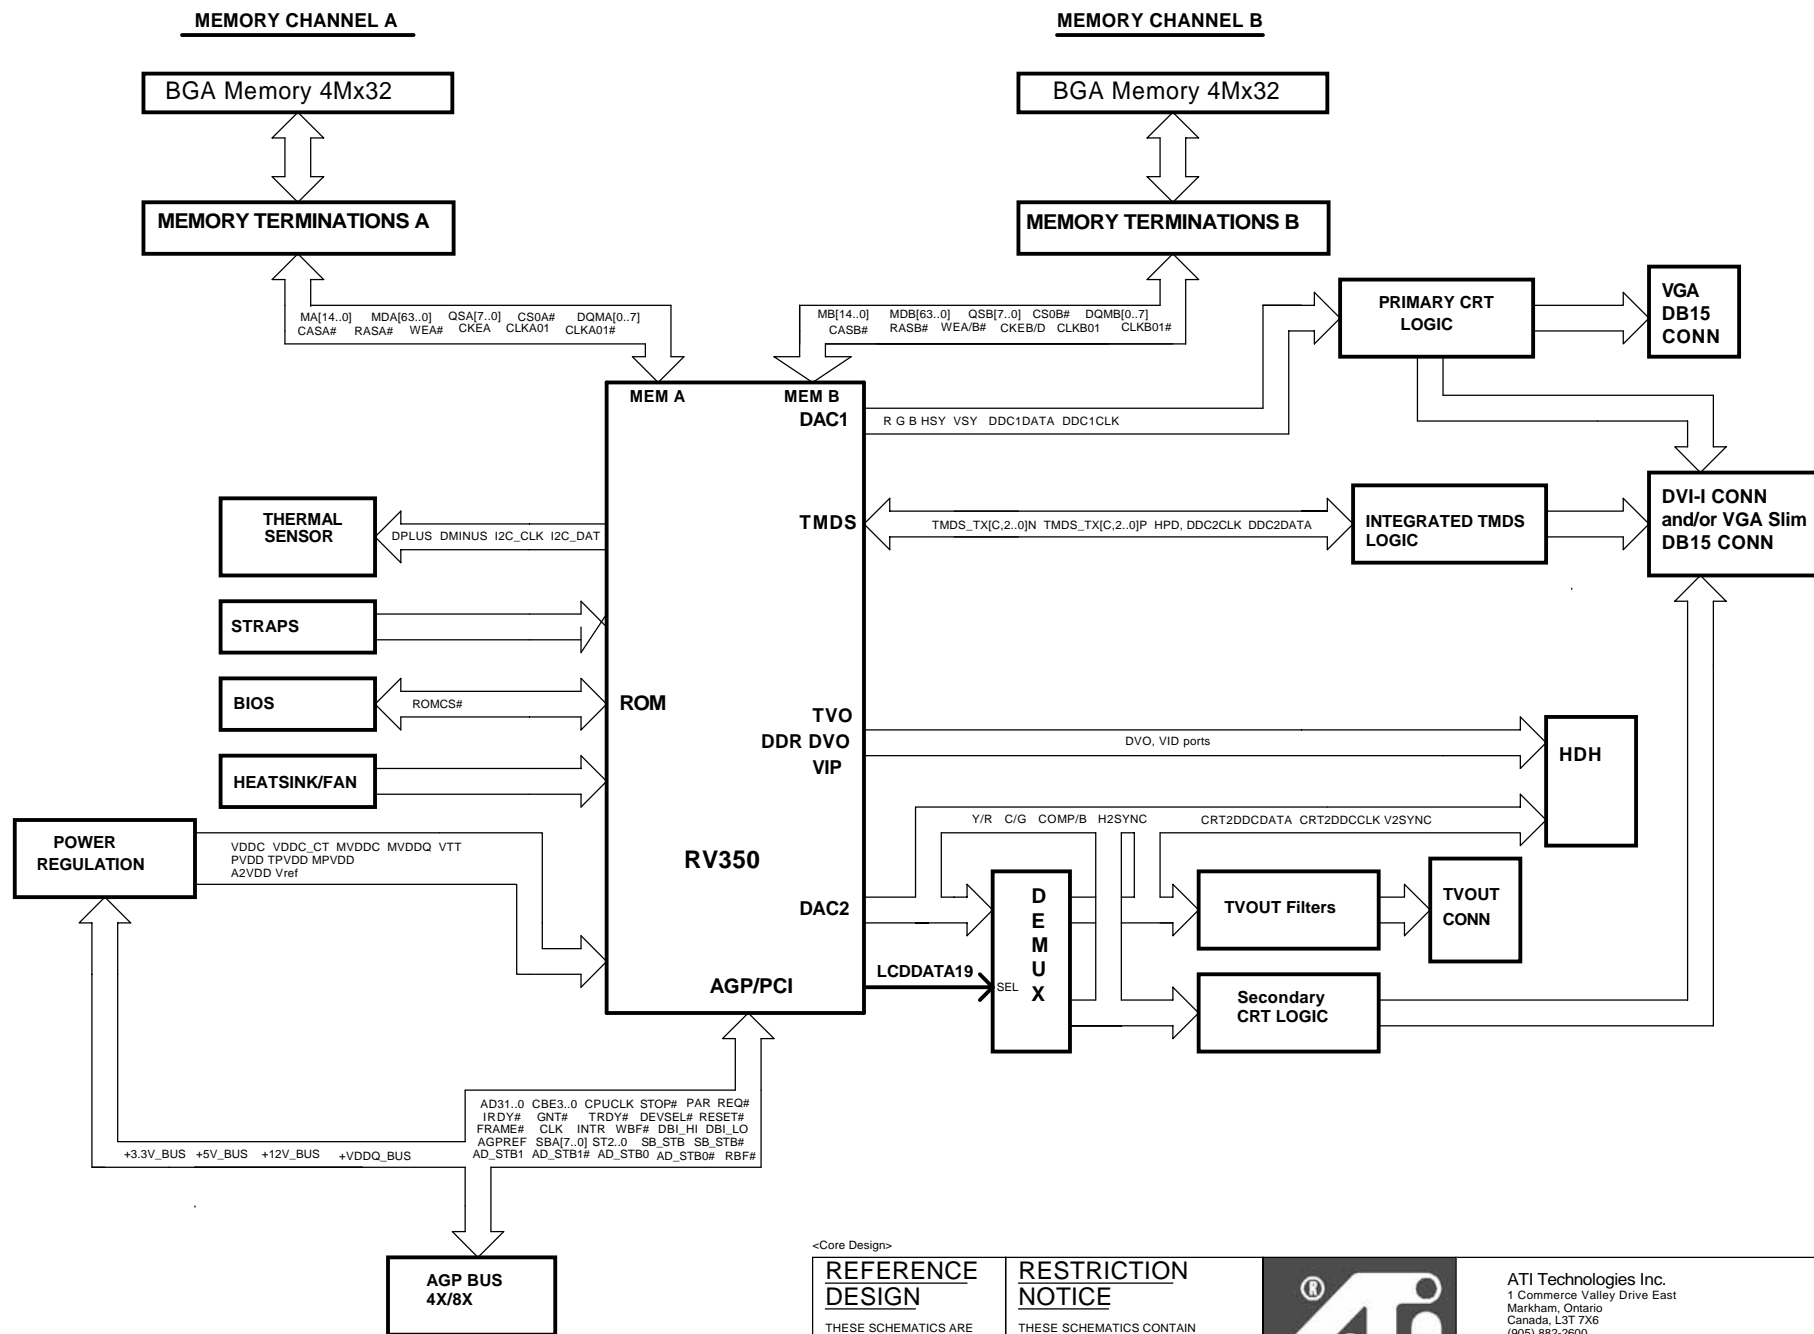 MEMORY CHANNEL A
MEMORY CHANNEL B
BGA Memory 4Mx32
BGA Memory 4Mx32
MEMORY TERMINATIONS A
MEMORY TERMINATIONS B
MA[14..0] MDA[63..0] QSA[7..0] CS0A# DQMA[0..7]
CASA# RASA# WEA# CKEA CLKA01 CLKA01#
MB[14..0] MDB[63..0] QSB[7..0] CS0B# DQMB[0..7]
CASB# RASB# WEA/B# CKEB/D CLKB01 CLKB01#
PRIMARY CRT
LOGIC
VGA
DB15
CONN
MEM A
MEM B
DAC1
R G B HSY VSY DDC1DATA DDC1CLK
THERMAL
SENSOR
DPLUS DMINUS I2C_CLK I2C_DAT
TMDS
TMDS_TX[C,2..0]N TMDS_TX[C,2..0]P HPD, DDC2CLK DDC2DATA
INTEGRATED TMDS
LOGIC
DVI-I CONN
and/or VGA Slim
DB15 CONN
STRAPS
BIOS
ROMCS#
ROM
HEATSINK/FAN
TVO
DDR DVO
VIP
DVO, VID ports
HDH
POWER
REGULATION
VDDC VDDC_CT MVDDC MVDDQ VTT
PVDD TPVDD MPVDD
A2VDD Vref
RV350
Y/R C/G COMP/B H2SYNC
CRT2DDCDATA CRT2DDCCLK V2SYNC
DAC2
D
E
M
U
X
TVOUT Filters
TVOUT
CONN
LCDDATA19
SEL
AGP/PCI
Secondary
CRT LOGIC
AD31..0 CBE3..0 CPUCLK STOP# PAR REQ#
IRDY# GNT# TRDY# DEVSEL# RESET#
FRAME# CLK INTR WBF# DBI_HI DBI_LO
AGPREF SBA[7..0] ST2..0 SB_STB SB_STB#
AD_STB1 AD_STB1# AD_STB0 AD_STB0# RBF#
+3.3V_BUS +5V_BUS +12V_BUS +VDDQ_BUS
AGP BUS
4X/8X
<Core Design>
REFERENCE
DESIGN
THESE SCHEMATICS ARE
RESTRICTION
NOTICE
THESE SCHEMATICS CONTAIN
®
ATi
ATI Technologies Inc.
1 Commerce Valley Drive East
Markham, Ontario
Canada, L3T 7X6
(905) 882-2600